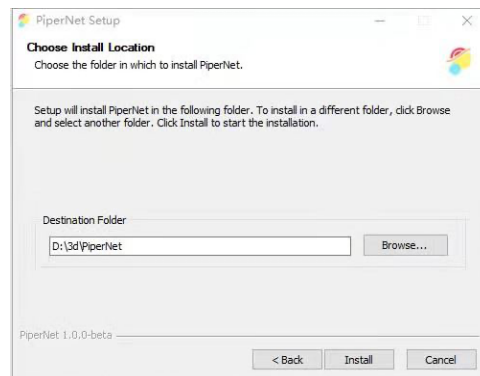 PiperNet Setup
Choose Install Location
Choose the folder in which to install PiperNet.
Setup will install PiperNet in the following folder. To install in a different folder, click Browse
and select another folder. Click Install to start the installation.
Destination Folder
D:\3d\PiperNet
Browse...
PiperNet 1.0.0-beta
< Back
Install
Cancel